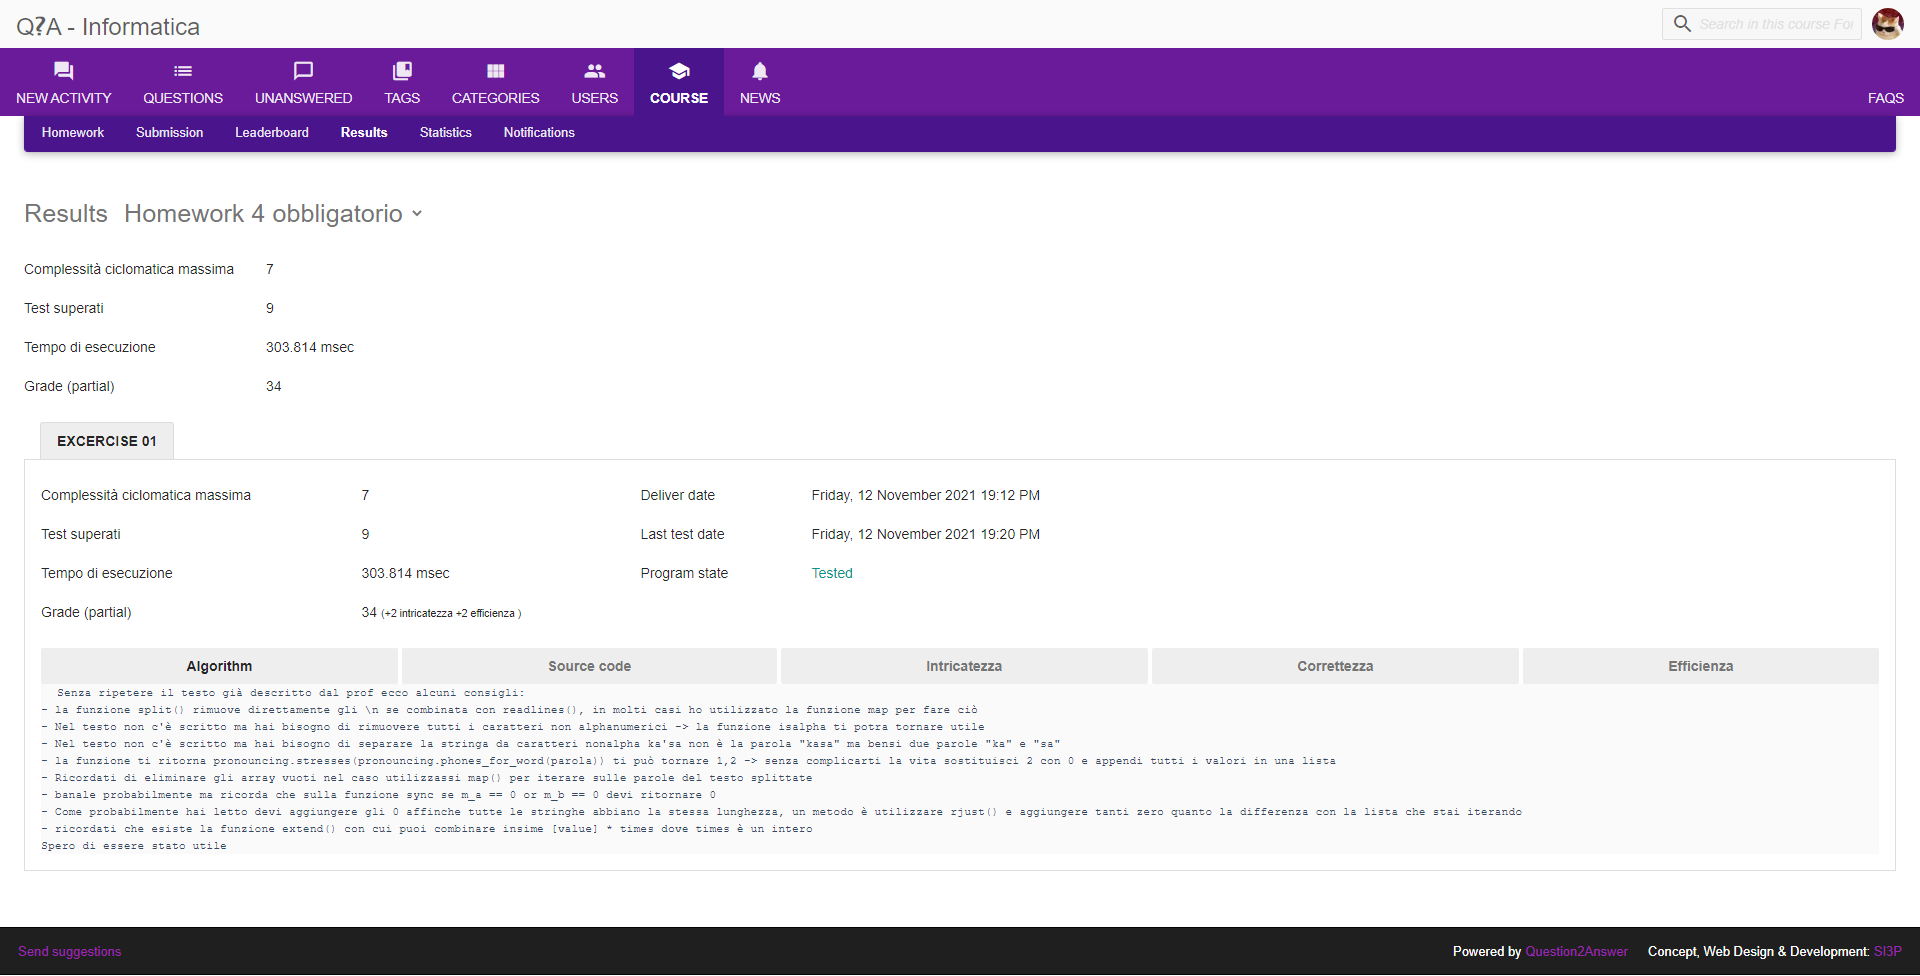 Q?A - Informatica
Search in this course For
NEW ACTIVITY QUESTIONS UNANSWERED TAGS CATEGORIES USERS COURSE NEWS FAQS
Homework Submission Leaderboard Results Statistics Notifications
Results Homework 4 obbligatorio
Complessità ciclomatica massima 7
Test superati 9
Tempo di esecuzione 303.814 msec
Grade (partial) 34
EXCERCISE 01
Complessità ciclomatica massima 7 Deliver date Friday, 12 November 2021 19:12 PM
Test superati 9 Last test date Friday, 12 November 2021 19:20 PM
Tempo di esecuzione 303.814 msec Program state Tested
Grade (partial) 34 (+2 intricatezza +2 efficienza )
Algorithm Source code Intricatezza Correttezza Efficienza
Senza ripetere il testo già descritto dal prof ecco alcuni consigli:
- la funzione split() rimuove direttamente gli \n se combinata con readlines(), in molti casi ho utilizzato la funzione map per fare ciò
- Nel testo non c'è scritto ma hai bisogno di rimuovere tutti i caratteri non alphanumerici -> la funzione isalpha ti potra tornare utile
- Nel testo non c'è scritto ma hai bisogno di separare la stringa da caratteri nonalpha ka'sa non è la parola "kasa" ma bensi due parole "ka" e "sa"
- la funzione ti ritorna pronouncing.stresses(pronouncing.phones_for_word(parola)) ti può tornare 1,2 -> senza complicarti la vita sostituisci 2 con 0 e appendi tutti i valori in una lista
- Ricordati di eliminare gli array vuoti nel caso utilizzassi map() per iterare sulle parole del testo splittate
- banale probabilmente ma ricorda che sulla funzione sync se m_a == 0 or m_b == 0 devi ritornare 0
- Come probabilmente hai letto devi aggiungere gli 0 affinche tutte le stringhe abbiano la stessa lunghezza, un metodo è utilizzare rjust() e aggiungere tanti zero quanto la differenza con la lista che stai iterando
- ricordati che esiste la funzione extend() con cui puoi combinare insime [value] * times dove times è un intero
Spero di essere stato utile
Send suggestions Powered by Question2Answer Concept, Web Design & Development: SI3P